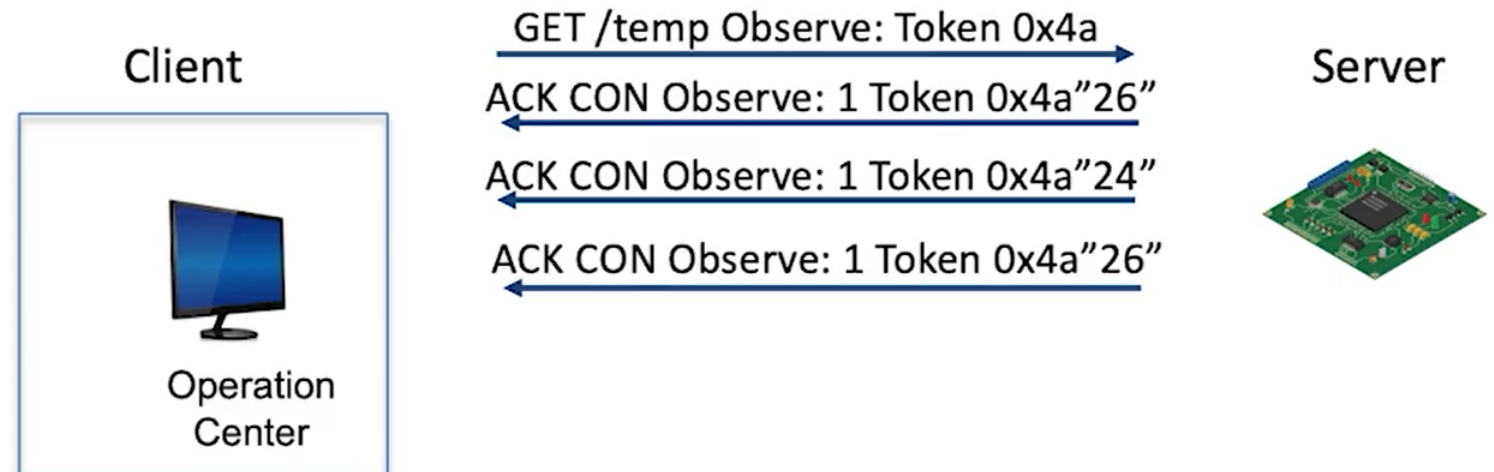 GET /temp Observe: Token 0x4a
Client
Server
ACK CON Observe: 1 Token 0x4a”26”
ACK CON Observe: 1 Token 0x4a”24”
ACK CON Observe: 1 Token 0x4a”26”
Operation
Center